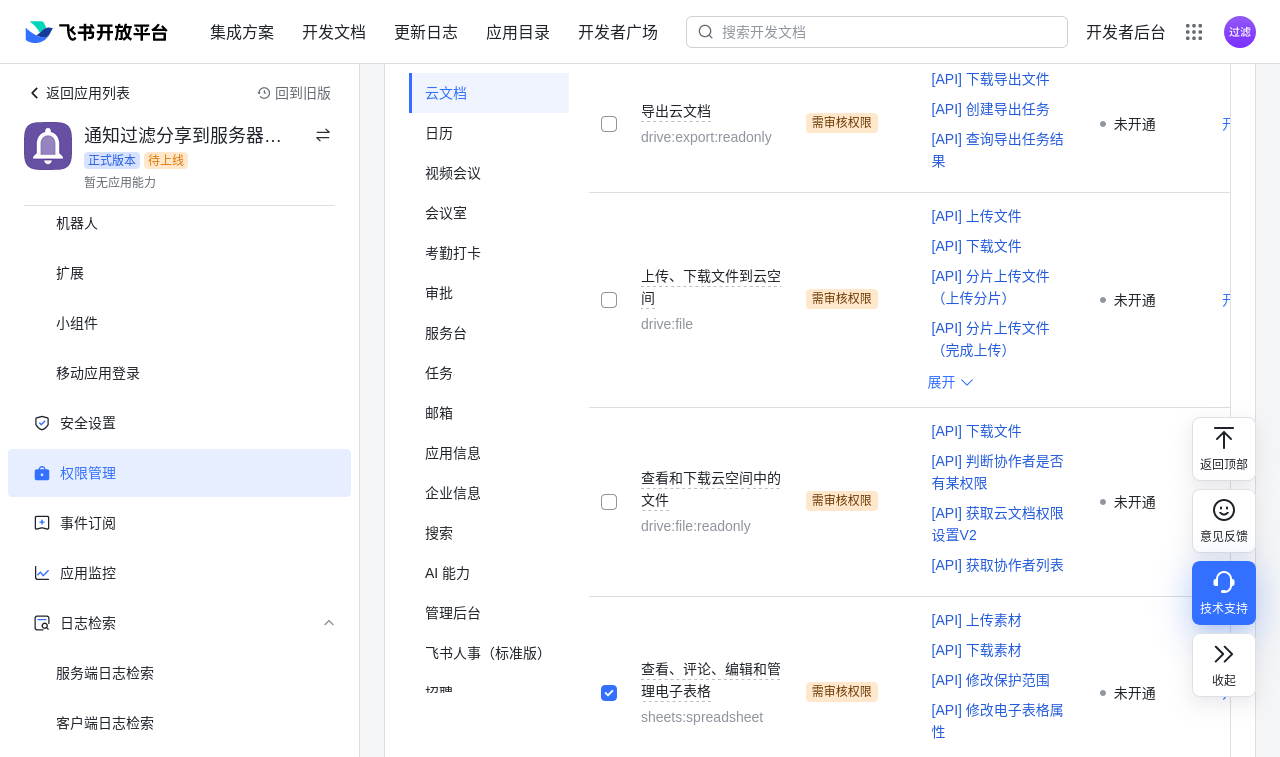 飞书开放平台
集成方案
开发文档
更新日志
应用目录
开发者广场
搜索开发文档
开发者后台
过滤
返回应用列表
回到旧版
通知过滤分享到服务器…
正式版本
待上线
暂无应用能力
机器人
扩展
小组件
移动应用登录
安全设置
权限管理
事件订阅
应用监控
日志检索
服务端日志检索
客户端日志检索
云文档
日历
视频会议
会议室
考勤打卡
审批
服务台
任务
邮箱
应用信息
企业信息
搜索
AI 能力
管理后台
飞书人事（标准版）
招聘
导出云文档
drive:export:readonly
需审核权限
[API] 下载导出文件
[API] 创建导出任务
[API] 查询导出任务结
果
未开通
上传、下载文件到云空
间
drive:file
需审核权限
[API] 上传文件
[API] 下载文件
[API] 分片上传文件
（上传分片）
[API] 分片上传文件
（完成上传）
展开
未开通
查看和下载云空间中的
文件
drive:file:readonly
需审核权限
[API] 下载文件
[API] 判断协作者是否
有某权限
[API] 获取云文档权限
设置V2
[API] 获取协作者列表
未开通
查看、评论、编辑和管
理电子表格
sheets:spreadsheet
需审核权限
[API] 上传素材
[API] 下载素材
[API] 修改保护范围
[API] 修改电子表格属
性
未开通
返回顶部
意见反馈
技术支持
收起